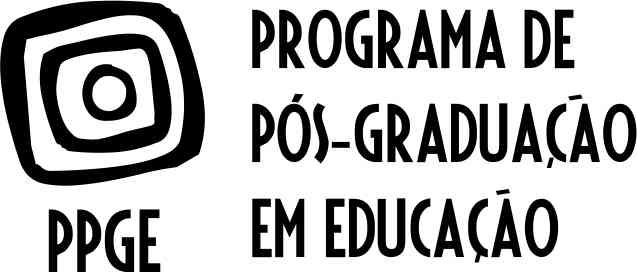 PROGRAMA DE
PÓS-GRADUAÇÃO
EM EDUCAÇÃO
PPGE